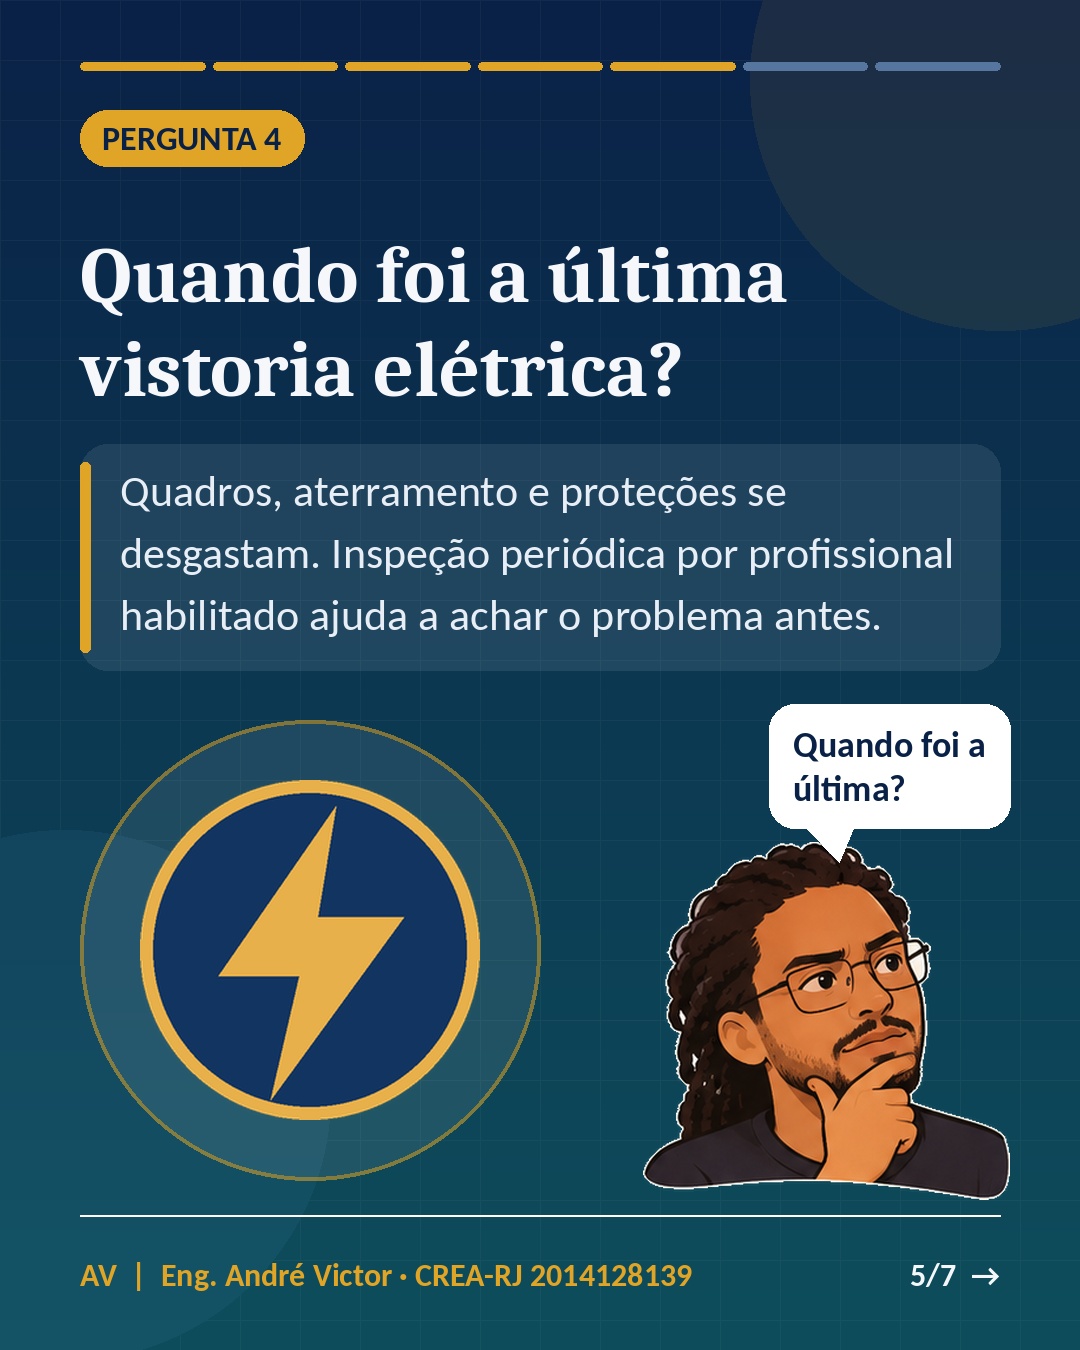 PERGUNTA 4
Quando foi a última
vistoria elétrica?
Quadros, aterramento e proteções se
desgastam. Inspeção periódica por profissional
habilitado ajuda a achar o problema antes.
Quando foi a
última?
AV | Eng. André Victor · CREA-RJ 2014128139
5/7 →